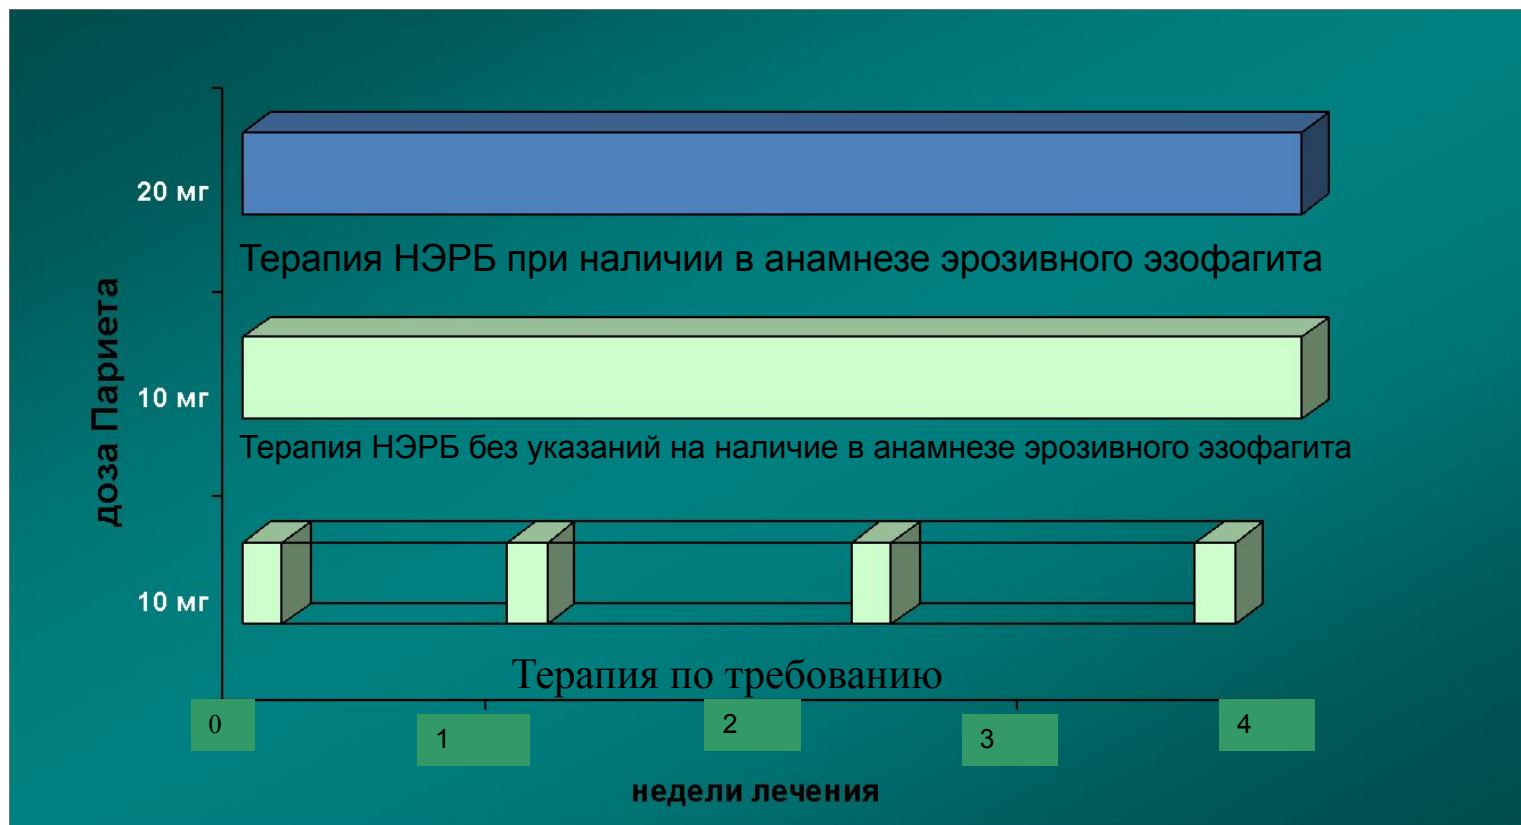 20 мг
Терапия НЭРБ при наличии в анамнезе эрозивного эзофагита
доза Париета
10 мг
Терапия НЭРБ без указаний на наличие в анамнезе эрозивного эзофагита
10 мг
Терапия по требованию
0 1 2 3 4
недели лечения